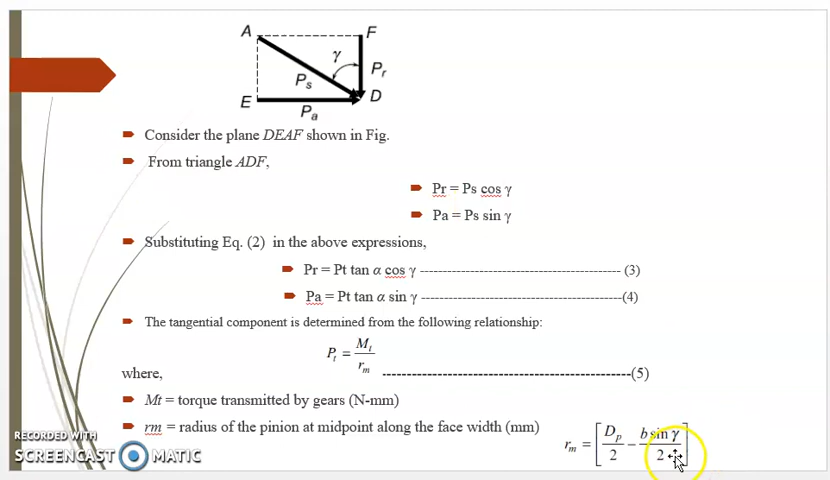 A F
γ
Ps Pr
E D
Pa
Consider the plane DEAF shown in Fig.
From triangle ADF,
Pr = Ps cos γ
Pa = Ps sin γ
Substituting Eq. (2) in the above expressions,
Pr = Pt tan α cos γ ------------------------------------------------ (3)
Pa = Pt tan α sin γ ------------------------------------------------(4)
The tangential component is determined from the following relationship:
Pt = Mt / rm
where, ------------------------------------------------------------(5)
Mt = torque transmitted by gears (N-mm)
rm = radius of the pinion at midpoint along the face width (mm)
rm = [Dp / 2 − b sin γ / 2]
RECORDED WITH
SCREENCAST MATIC